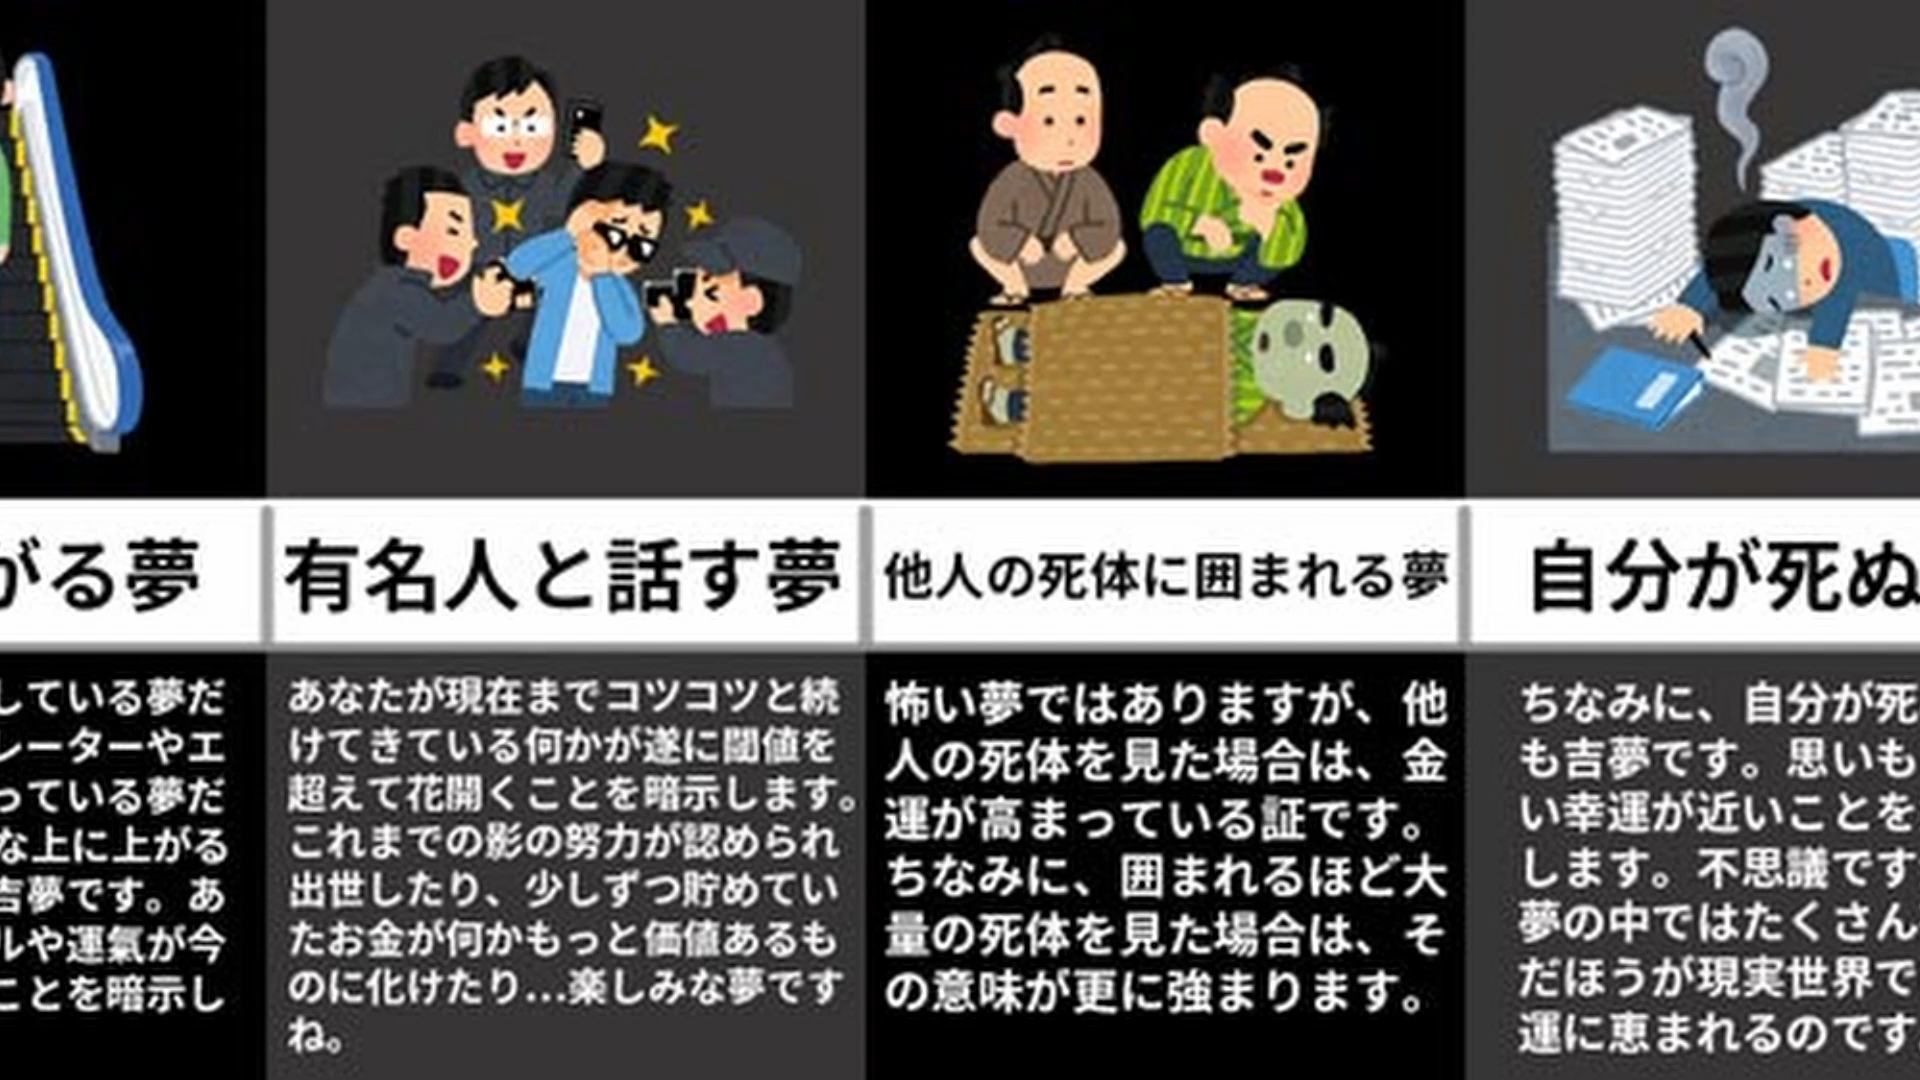 がる夢
している夢だ
レーターやエ
っている夢だ
な上に上がる
吉夢です。あ
ルや運氣が今
ことを暗示し
有名人と話す夢
あなたが現在までコツコツと続
けてきている何かが遂に閾値を
超えて花開くことを暗示します。
これまでの影の努力が認められ
出世したり、少しずつ貯めてい
たお金が何かもっと価値あるも
のに化けたり…楽しみな夢です
ね。
他人の死体に囲まれる夢
怖い夢ではありますが、他
人の死体を見た場合は、金
運が高まっている証です。
ちなみに、囲まれるほど大
量の死体を見た場合は、そ
の意味が更に強まります。
自分が死ぬ
ちなみに、自分が死
も吉夢です。思いも
い幸運が近いことを
します。不思議です
夢の中ではたくさん
だほうが現実世界で
運に恵まれるのです